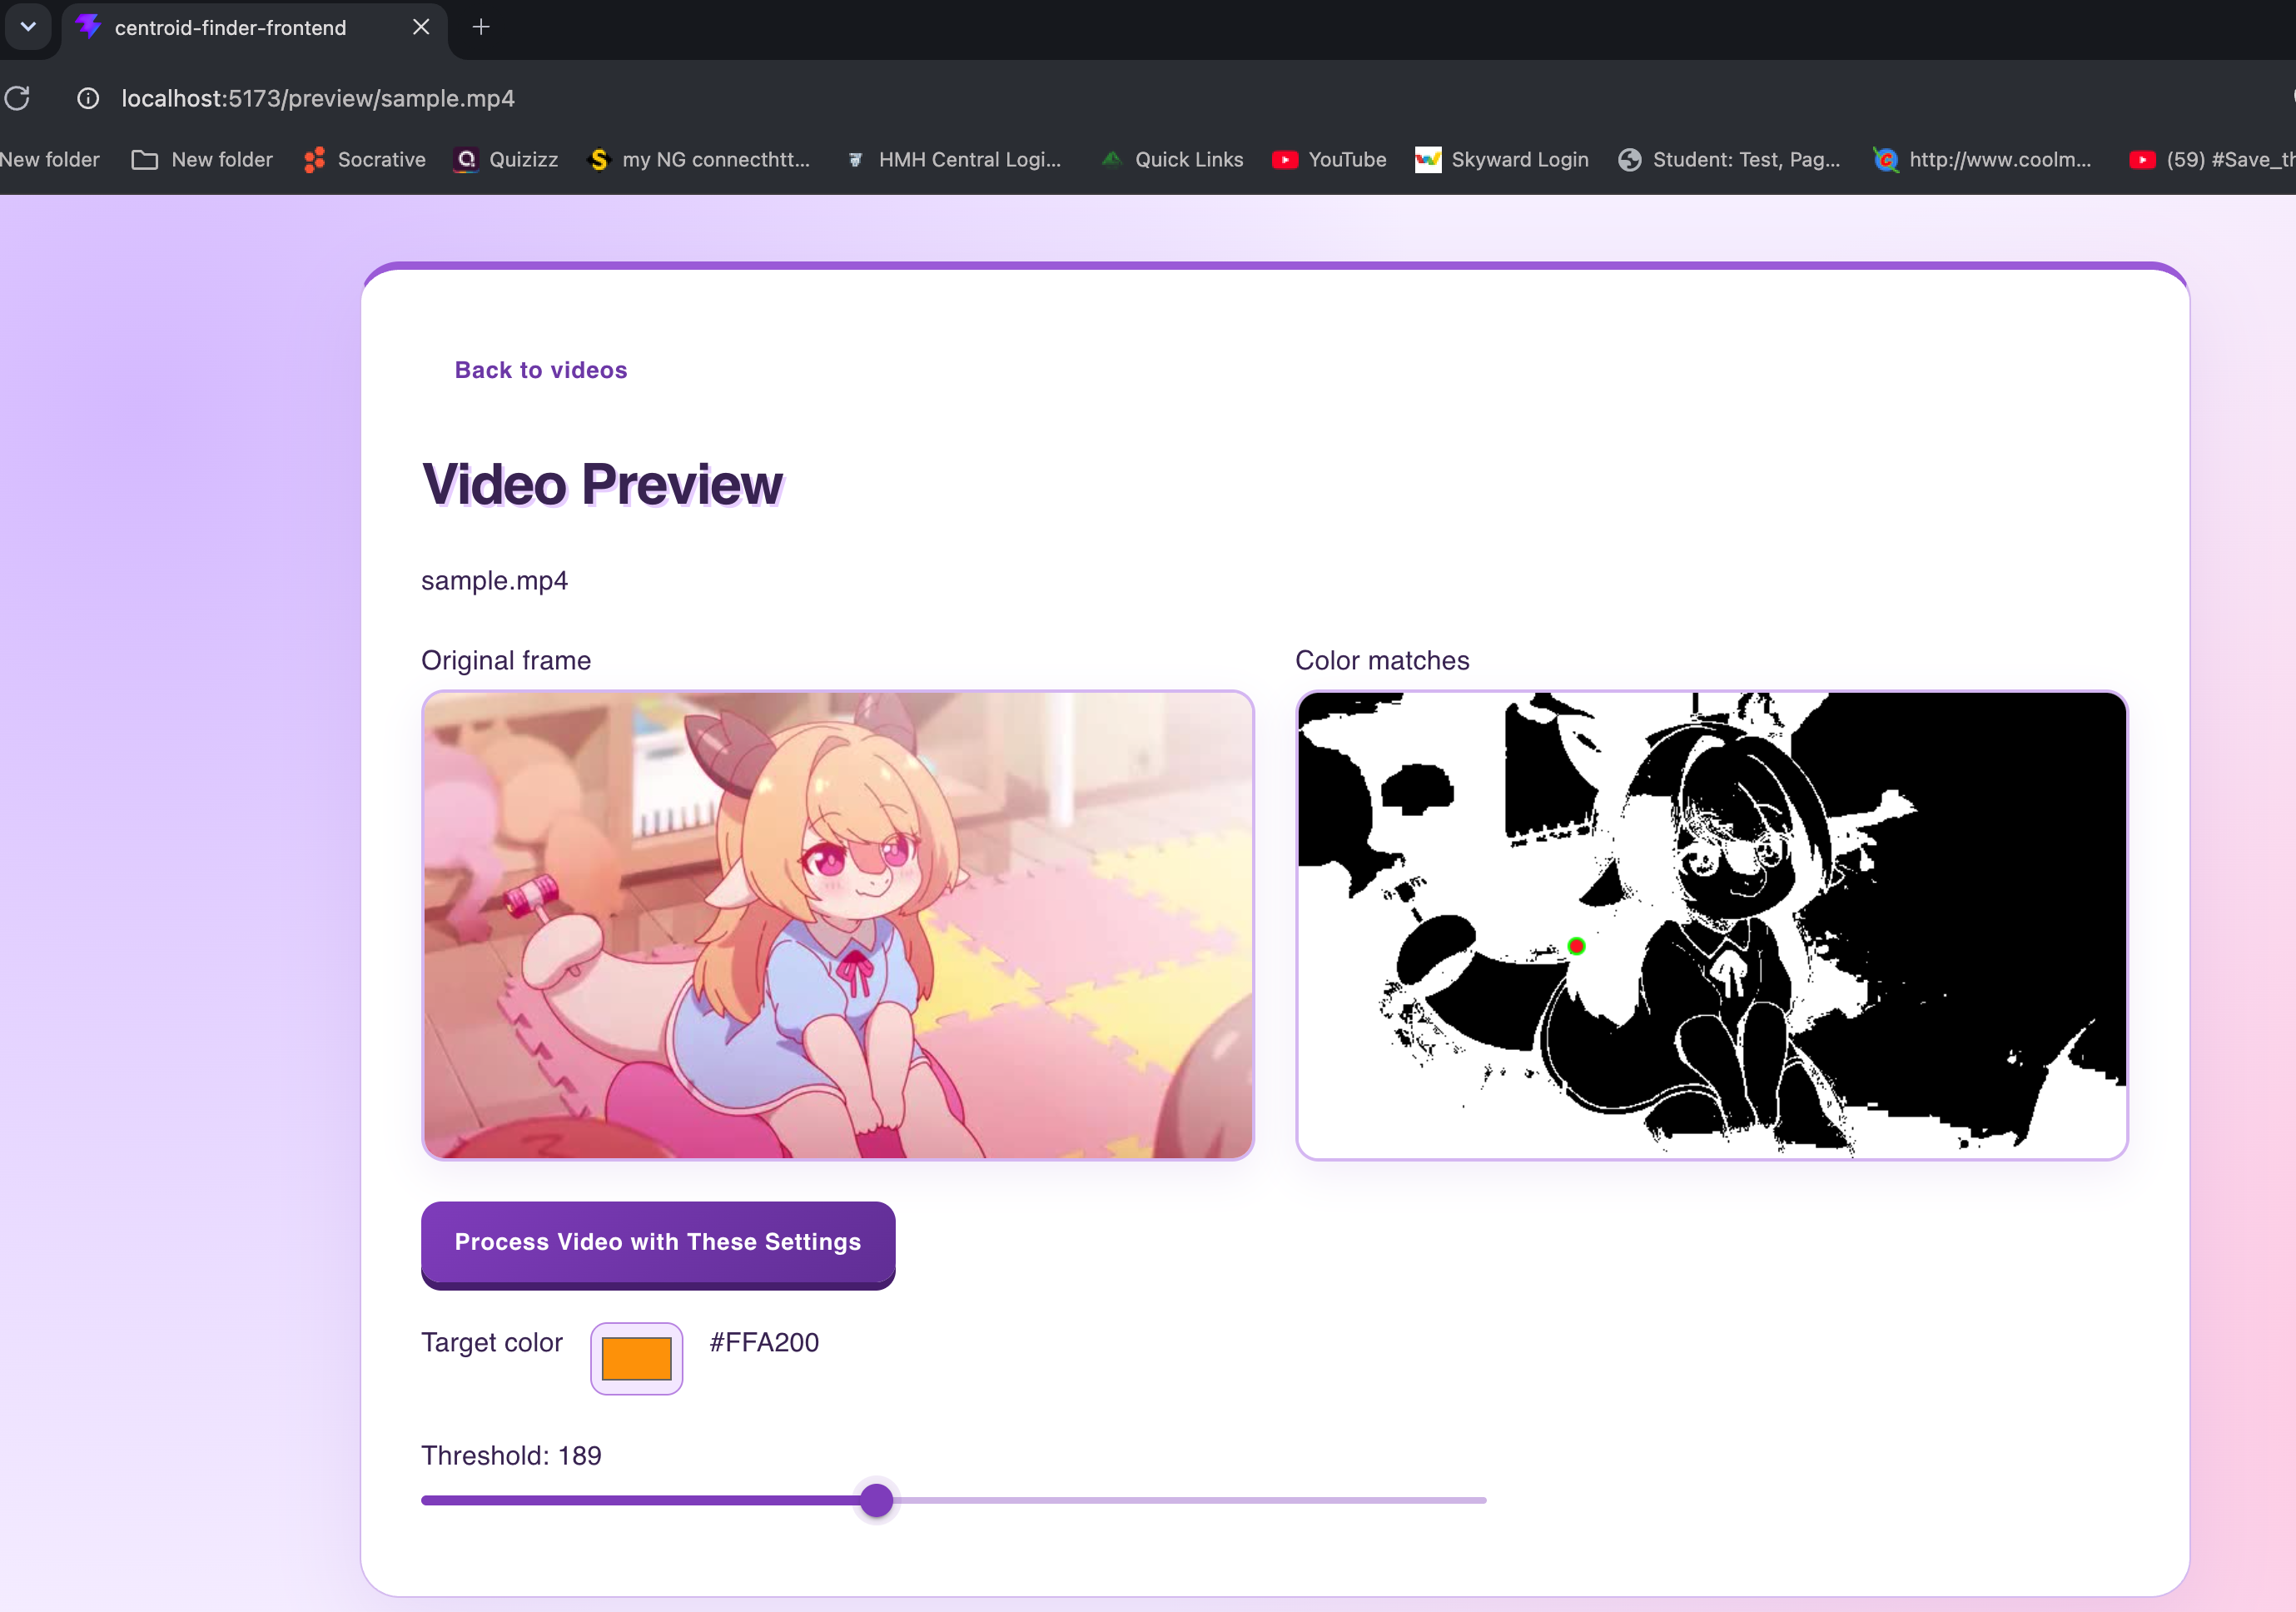 centroid-finder-frontend
localhost:5173/preview/sample.mp4
New folder New folder Socrative Quizizz my NG connecthtt... HMH Central Logi... Quick Links YouTube Skyward Login Student: Test, Pag... http://www.coolm... (59) #Save_th
Back to videos
Video Preview
sample.mp4
Original frame Color matches
Process Video with These Settings
Target color #FFA200
Threshold: 189